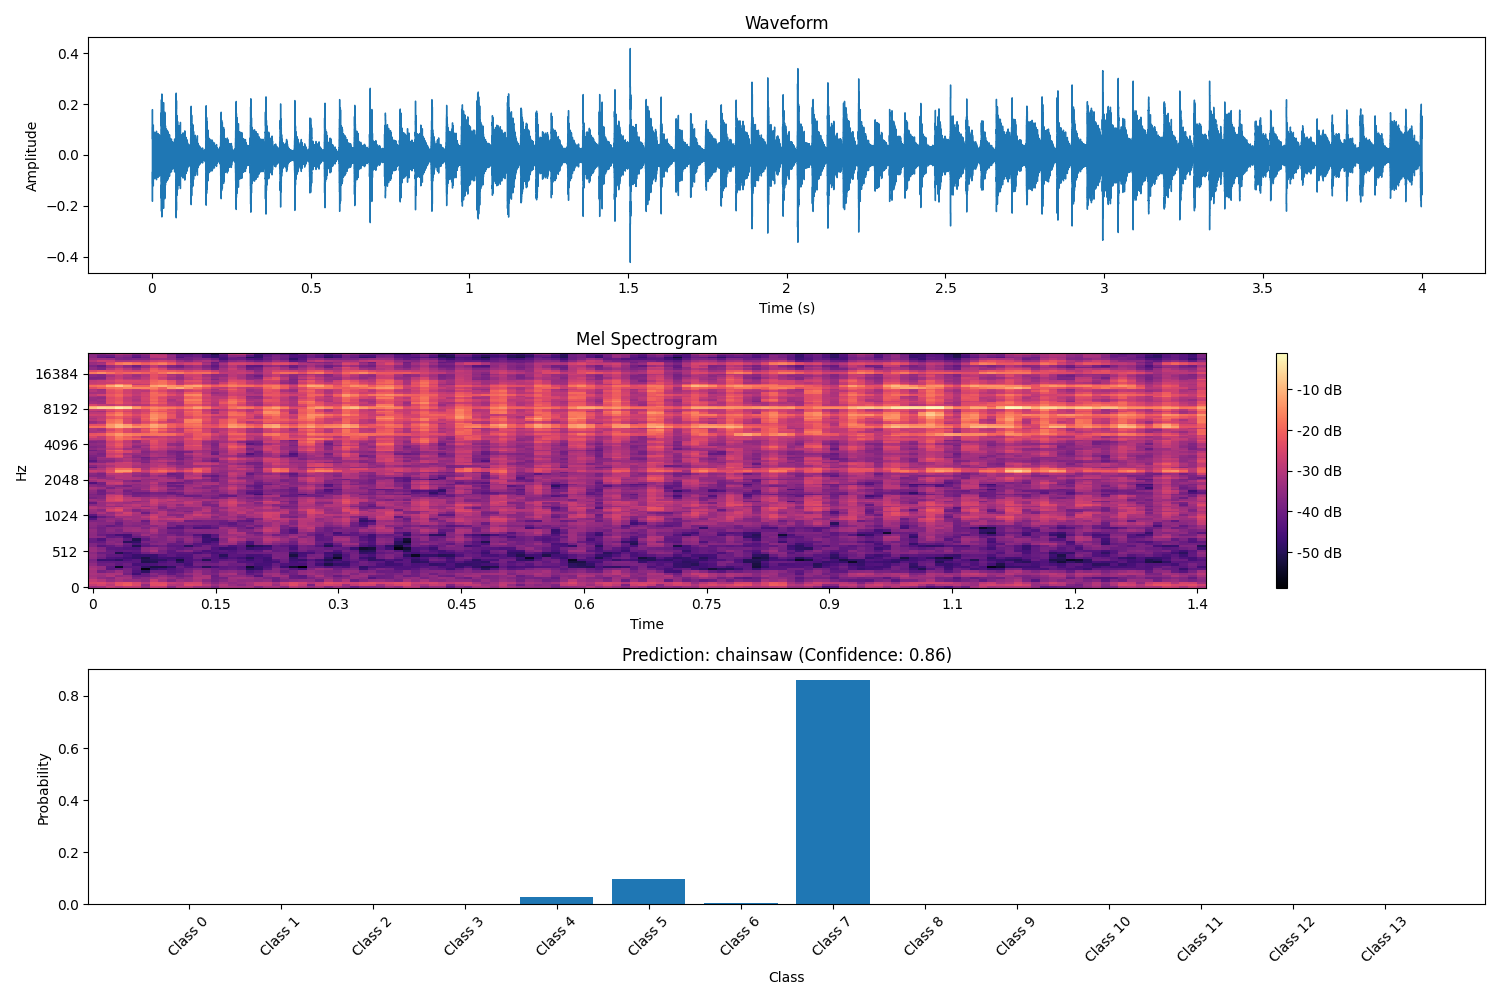 Waveform
0.4
0.2
0.0
−0.2
−0.4
Amplitude
0 0.5 1 1.5 2 2.5 3 3.5 4
Time (s)
Mel Spectrogram
16384
8192
4096
2048
1024
512
0
Hz
0 0.15 0.3 0.45 0.6 0.75 0.9 1.1 1.2 1.4
Time
-10 dB
-20 dB
-30 dB
-40 dB
-50 dB
Prediction: chainsaw (Confidence: 0.86)
0.8
0.6
0.4
0.2
0.0
Probability
Class 0 Class 1 Class 2 Class 3 Class 4 Class 5 Class 6 Class 7 Class 8 Class 9 Class 10 Class 11 Class 12 Class 13
Class